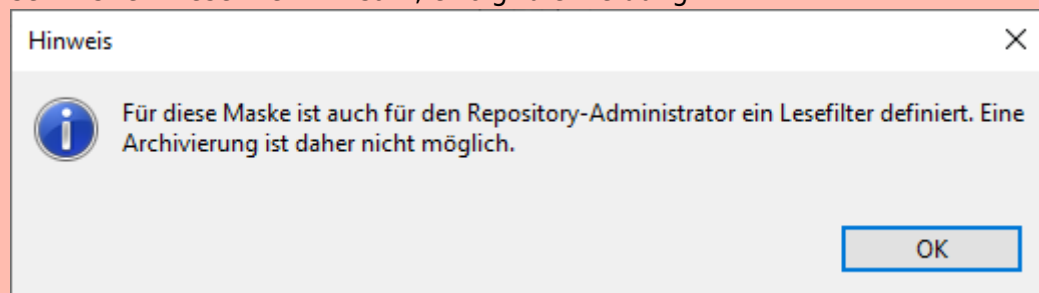 Hinweis
Für diese Maske ist auch für den Repository-Administrator ein Lesefilter definiert. Eine
Archivierung ist daher nicht möglich.
OK